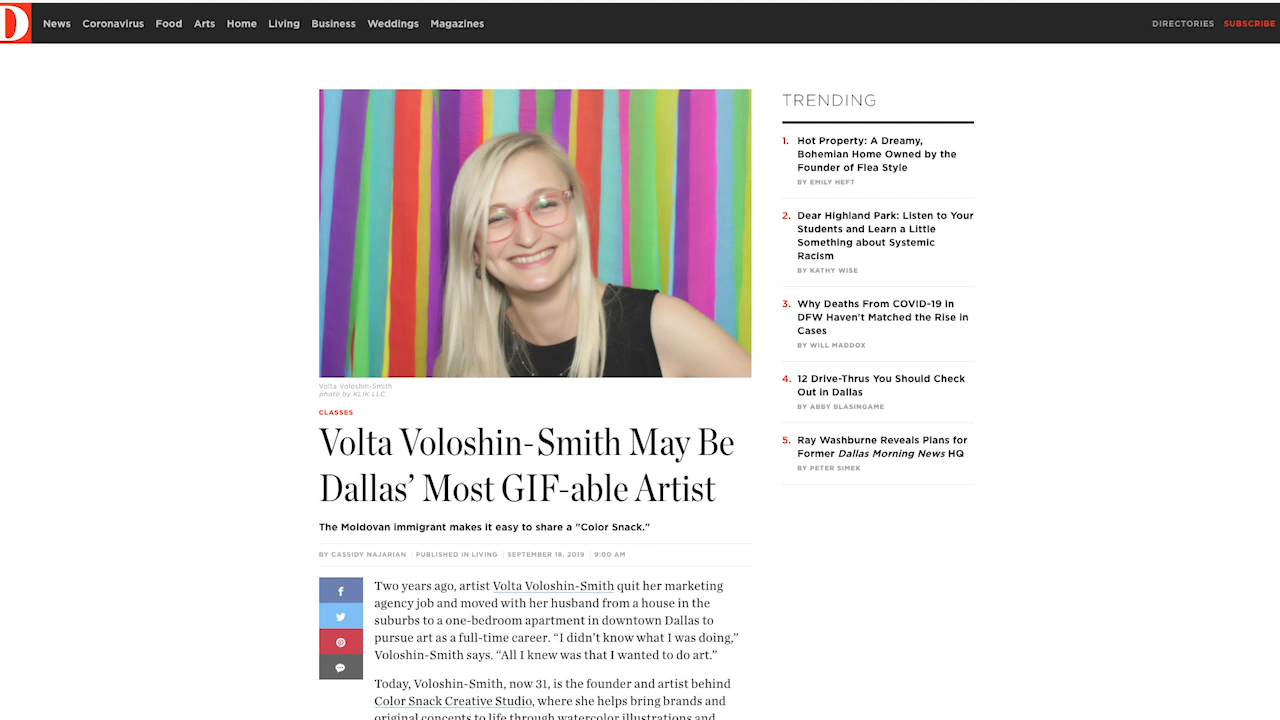 D
News Coronavirus Food Arts Home Living Business Weddings Magazines
DIRECTORIES SUBSCRIBE
Volta Voloshin-Smith
photo by KLIK LLC
CLASSES
Volta Voloshin-Smith May Be
Dallas’ Most GIF-able Artist
The Moldovan immigrant makes it easy to share a "Color Snack."
BY CASSIDY NAJARIAN PUBLISHED IN LIVING SEPTEMBER 18, 2019 9:00 AM
f
Two years ago, artist Volta Voloshin-Smith quit her marketing
agency job and moved with her husband from a house in the
suburbs to a one-bedroom apartment in downtown Dallas to
pursue art as a full-time career. “I didn’t know what I was doing,”
Voloshin-Smith says. “All I knew was that I wanted to do art.”
Today, Voloshin-Smith, now 31, is the founder and artist behind
Color Snack Creative Studio, where she helps bring brands and
original concepts to life through watercolor illustrations and
TRENDING
1. Hot Property: A Dreamy,
Bohemian Home Owned by the
Founder of Flea Style
BY EMILY HEFT
2. Dear Highland Park: Listen to Your
Students and Learn a Little
Something about Systemic
Racism
BY KATHY WISE
3. Why Deaths From COVID-19 in
DFW Haven't Matched the Rise in
Cases
BY WILL MADDOX
4. 12 Drive-Thrus You Should Check
Out in Dallas
BY ABBY BLASINGAME
5. Ray Washburne Reveals Plans for
Former Dallas Morning News HQ
BY PETER SIMEK